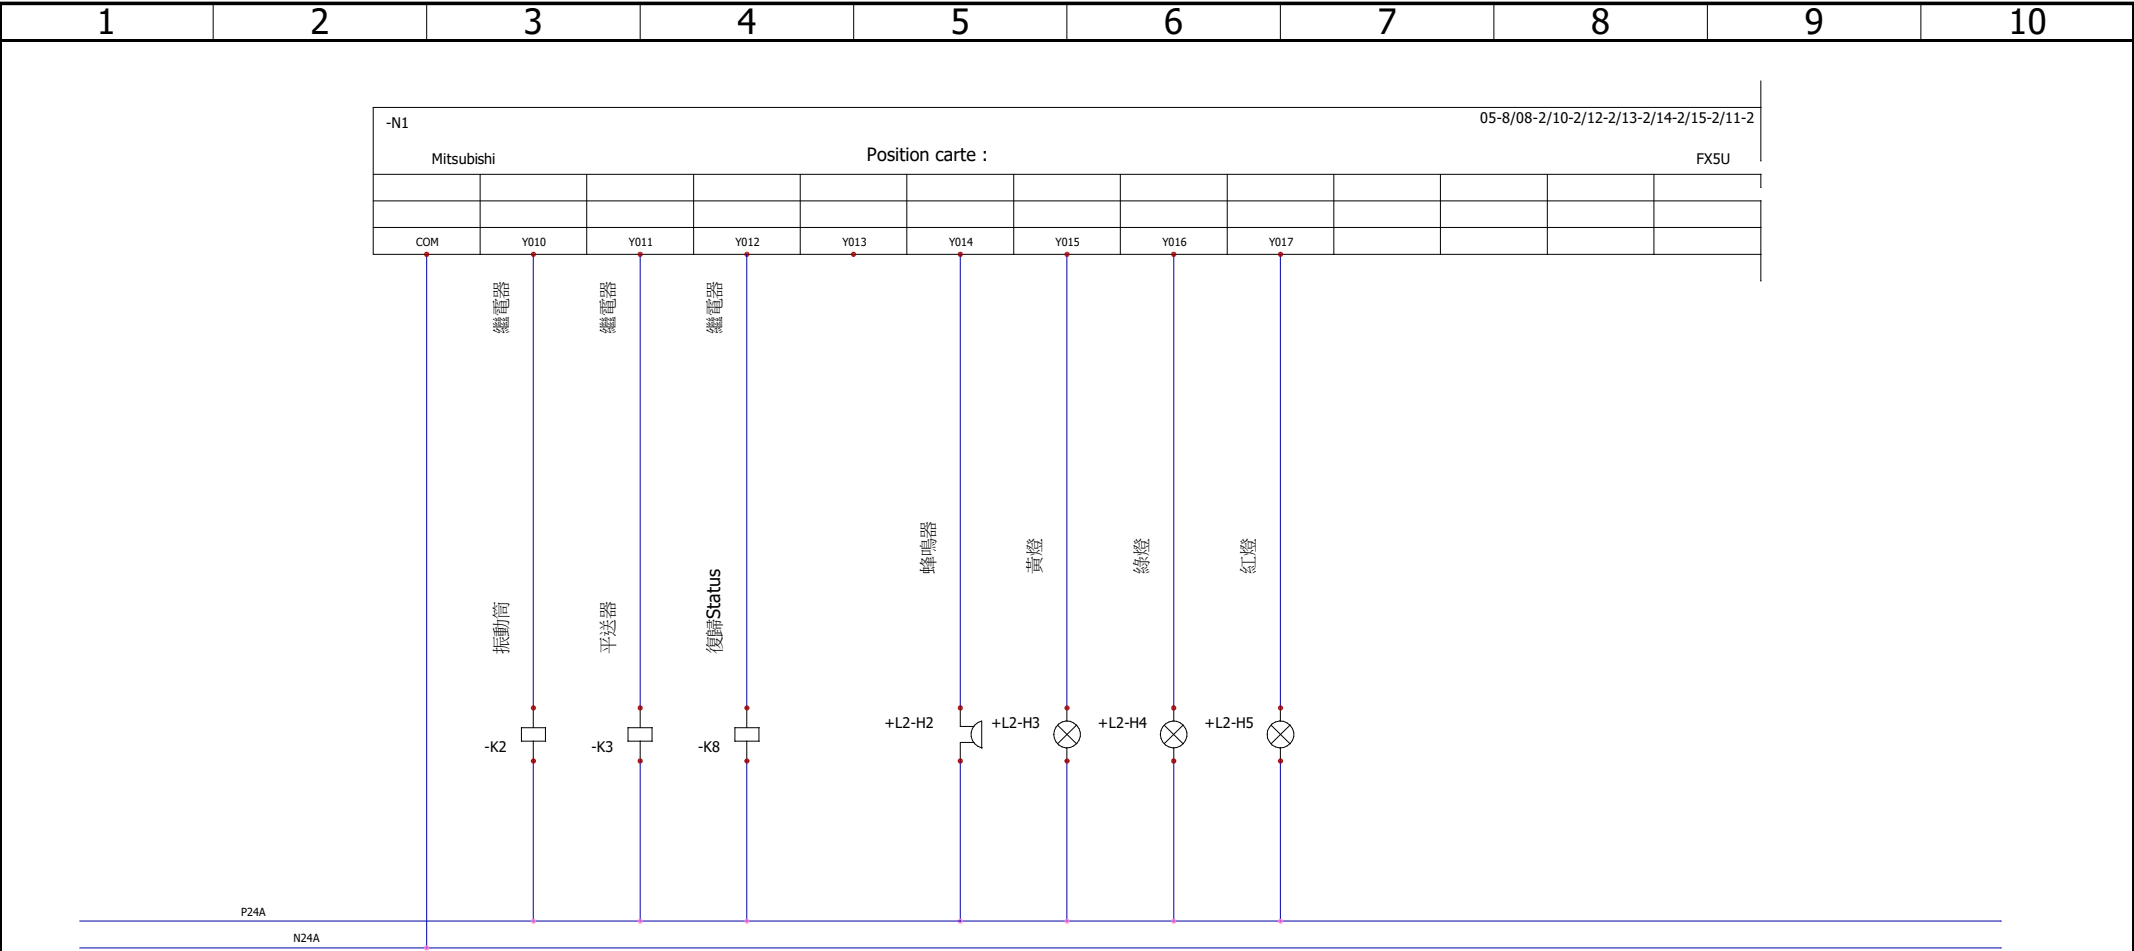 1 2 3 4 5 6 7 8 9 10
-N1 05-8/08-2/10-2/12-2/13-2/14-2/15-2/11-2
Mitsubishi Position carte : FX5U
COM Y010 Y011 Y012 Y013 Y014 Y015 Y016 Y017
繼電器 繼電器 繼電器
蜂鳴器 黃燈 綠燈 紅燈
振動筒 平送器 復歸Status
+L2-H2 +L2-H3 +L2-H4 +L2-H5
-K2 -K3 -K8
P24A
N24A